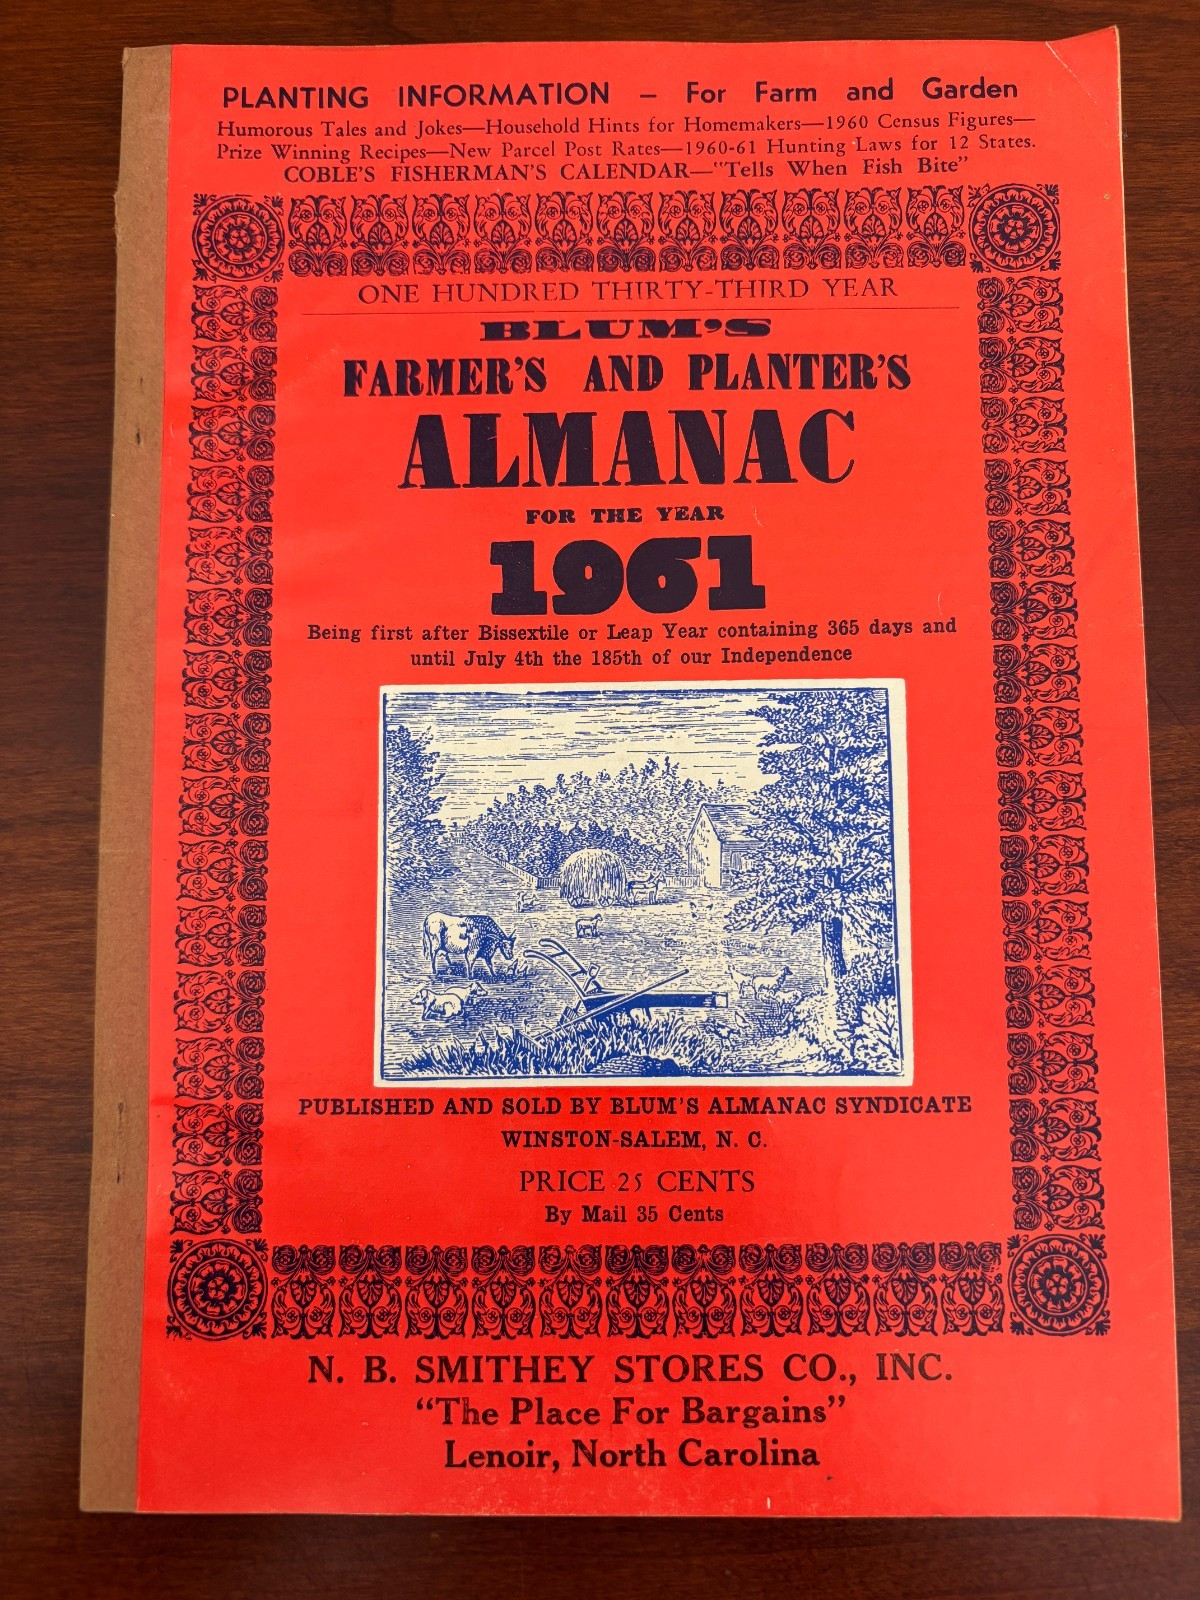 PLANTING INFORMATION – For Farm and Garden
Humorous Tales and Jokes—Household Hints for Homemakers—1960 Census Figures—
Prize Winning Recipes—New Parcel Post Rates—1960-61 Hunting Laws for 12 States.
COBLE'S FISHERMAN'S CALENDAR—"Tells When Fish Bite"
ONE HUNDRED THIRTY-THIRD YEAR
BLUM'S
FARMER'S AND PLANTER'S
ALMANAC
FOR THE YEAR
1961
Being first after Bissextile or Leap Year containing 365 days and
until July 4th the 185th of our Independence
PUBLISHED AND SOLD BY BLUM'S ALMANAC SYNDICATE
WINSTON-SALEM, N. C.
PRICE 25 CENTS
By Mail 35 Cents
N. B. SMITHEY STORES CO., INC.
"The Place For Bargains"
Lenoir, North Carolina